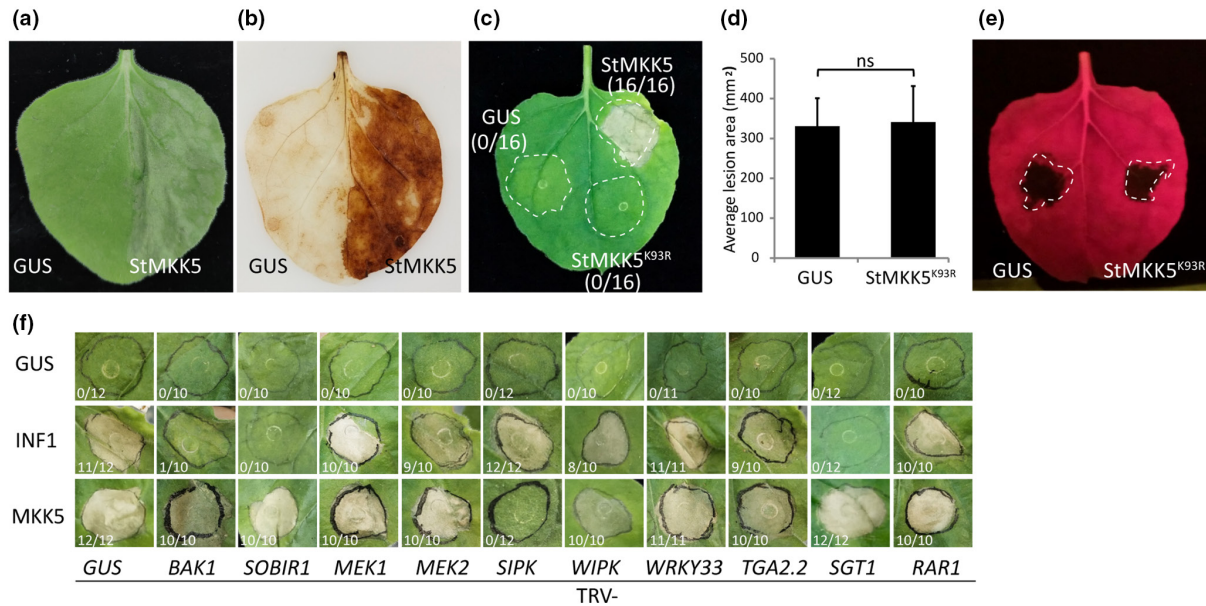 (a)
(b)
(c)
(d)
(e)
GUS
StMKK5
GUS
StMKK5
StMKK5
(16/16)
GUS
(0/16)
StMKK5K93R
(0/16)
Average lesion area (mm²)
500
400
300
200
100
0
ns
GUS
StMKK5K93R
GUS
StMKK5K93R
(f)
GUS
0/12 0/10 0/10 0/10 0/10 0/12 0/10 0/11 0/10 0/12 0/10
INF1
11/12 1/10 0/10 10/10 9/10 12/12 8/10 11/11 9/10 0/12 10/10
MKK5
12/12 10/10 10/10 10/10 10/10 0/12 10/10 11/11 10/10 12/12 10/10
GUS BAK1 SOBIR1 MEK1 MEK2 SIPK WIPK WRKY33 TGA2.2 SGT1 RAR1
TRV-